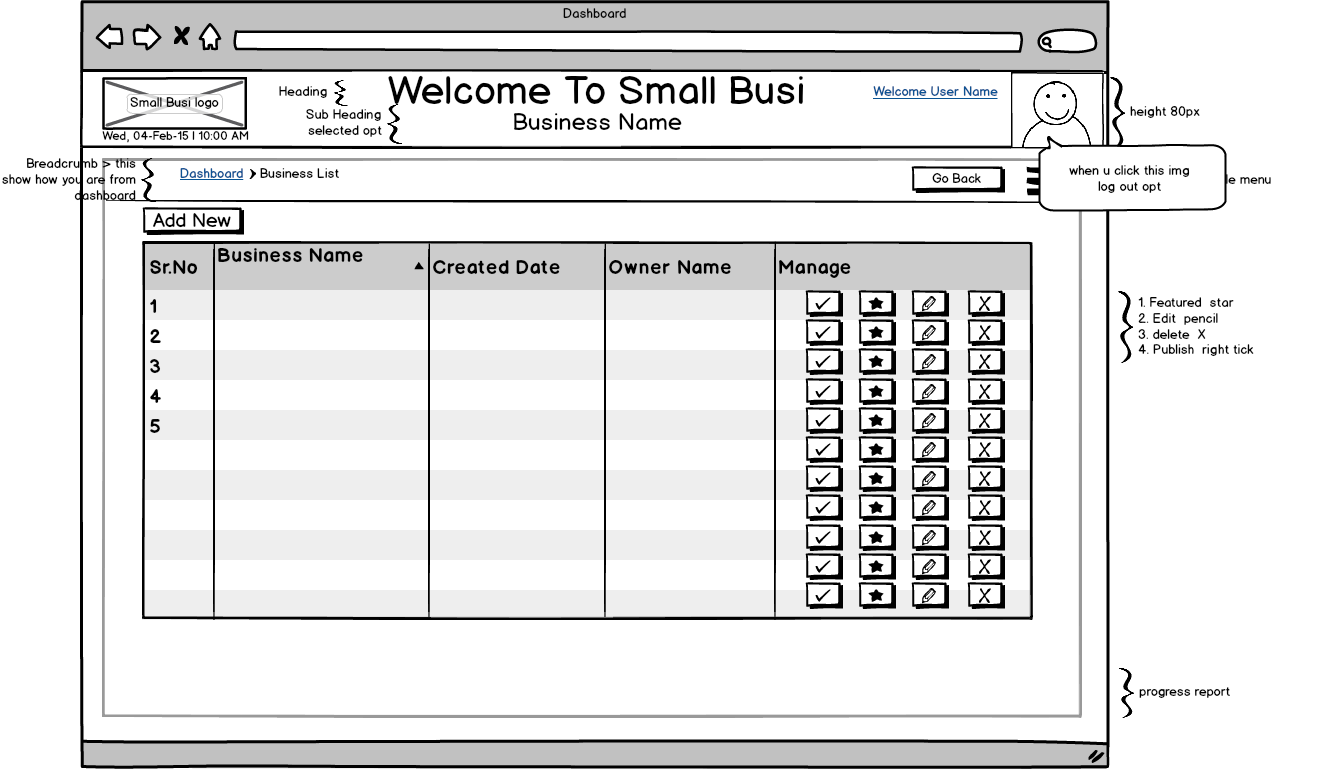 Dashboard
Small Busi logo
Wed, 04-Feb-15 | 10:00 AM
Heading
Sub Heading
selected opt
Welcome To Small Busi
Business Name
Welcome User Name
height 80px
Breadcrumb > this
show how you are from
dashboard
Dashboard
Business List
Go Back
when u click this img
log out opt
menu
Add New
Sr.No
Business Name
Created Date
Owner Name
Manage
1
2
3
4
5
X
X
X
X
X
X
X
X
X
X
X
1. Featured star
2. Edit pencil
3. delete X
4. Publish right tick
progress report